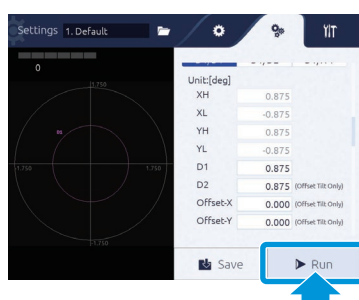 Settings 1. Default
0
1.750
D2
1.750
1.750
-1.750
Unit:[deg]
XH 0.875
XL -0.875
YH 0.875
YL -0.875
D1 0.875
D2 0.875 (Offset Tilt Only)
Offset-X 0.000 (Offset Tilt Only)
Offset-Y 0.000 (Offset Tilt Only)
Save
Run